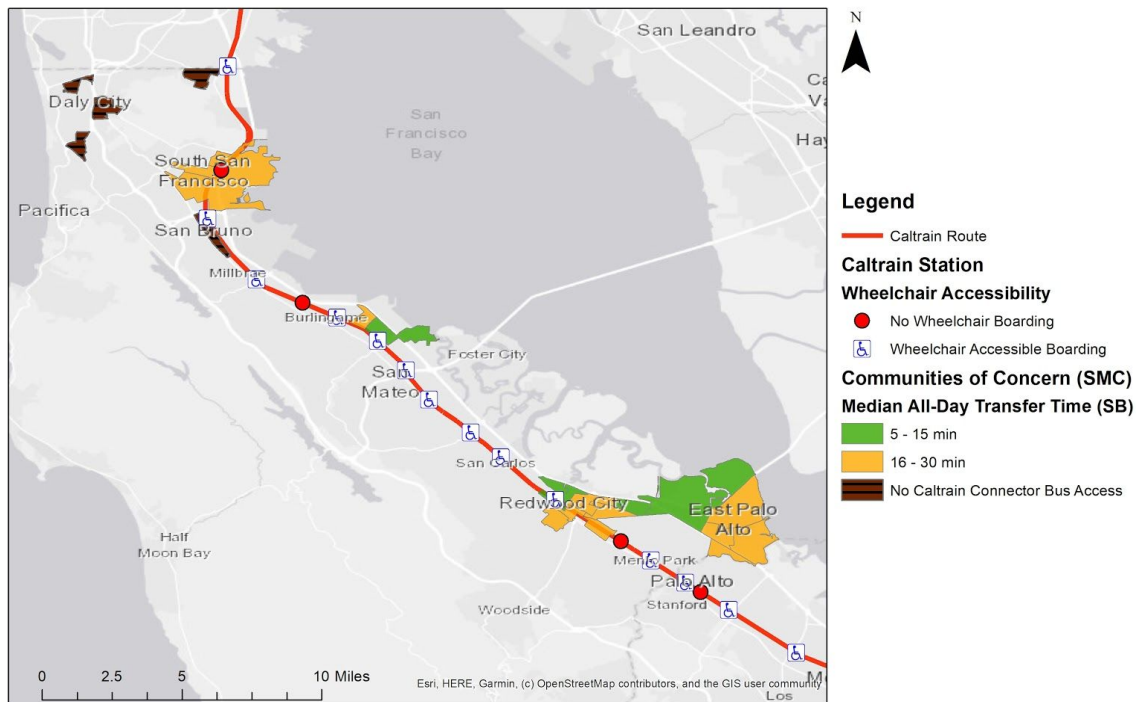 San Leandro
Ca
Va
Hay
Daly City
San
Francisco
Bay
South San
Francisco
Pacifica
San Bruno
Millbrae
Burlingame
Foster City
San
Mateo
San Carlos
Redwood City
East Palo
Alto
Half
Moon Bay
Menlo Park
Palo Alto
Stanford
Woodside
0 2.5 5 10 Miles
Esri, HERE, Garmin, (c) OpenStreetMap contributors, and the GIS user community
Los
N
Legend
Caltrain Route
Caltrain Station
Wheelchair Accessibility
No Wheelchair Boarding
Wheelchair Accessible Boarding
Communities of Concern (SMC)
Median All-Day Transfer Time (SB)
5 - 15 min
16 - 30 min
No Caltrain Connector Bus Access